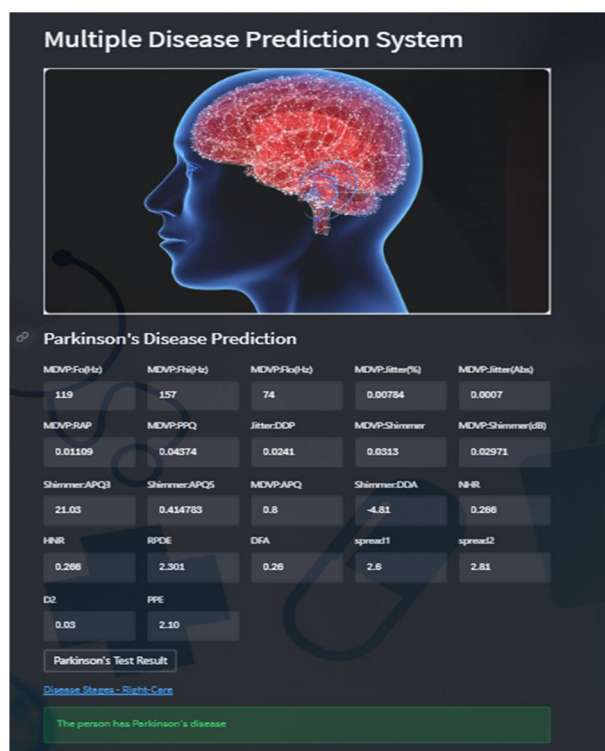 Multiple Disease Prediction System
Parkinson's Disease Prediction
MDVP:Fo(Hz) MDVP:Fhi(Hz) MDVP:Flo(Hz) MDVP:Jitter(%) MDVP:Jitter(Abs)
119 157 74 0.00784 0.0007
MDVP:RAP MDVP:PPQ Jitter:DDP MDVP:Shimmer MDVP:Shimmer(dB)
0.01109 0.04374 0.0241 0.0313 0.02971
Shimmer:APQ3 Shimmer:APQ5 MDVP:APQ Shimmer:DDA NHR
21.03 0.414783 0.8 -4.81 0.266
HNR RPDE DFA spread1 spread2
0.266 2.301 0.26 2.6 2.81
D2 PPE
0.03 2.10
Parkinson's Test Result
Disease Stages - Right-Care
The person has Parkinson's disease